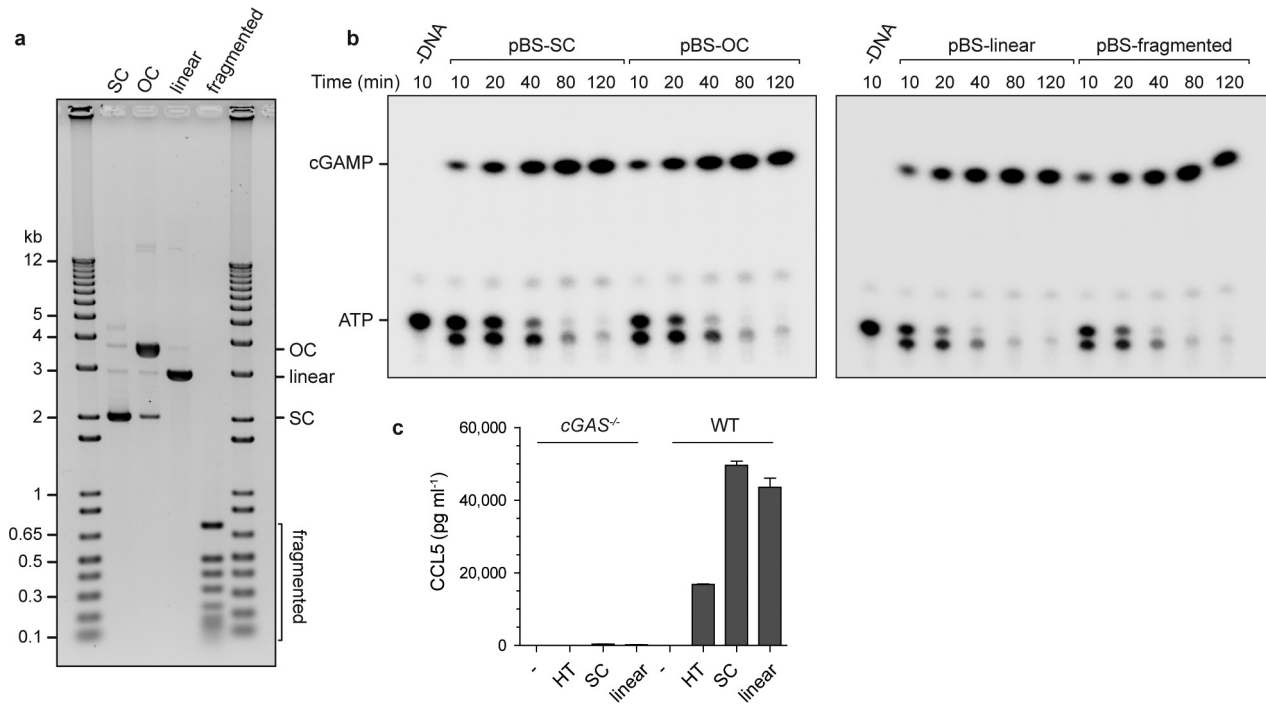 a
SC
OC
linear
fragmented
kb
12
5
4
3
2
1
0.65
0.5
0.3
0.1
OC
linear
SC
fragmented
b
-DNA pBS-SC pBS-OC
Time (min) 10 10 20 40 80 120 10 20 40 80 120
cGAMP
ATP
-DNA pBS-linear pBS-fragmented
10 10 20 40 80 120 10 20 40 80 120
c
cGAS-/- WT
CCL5 (pg ml-1)
60,000
40,000
20,000
0
- HT SC linear - HT SC linear